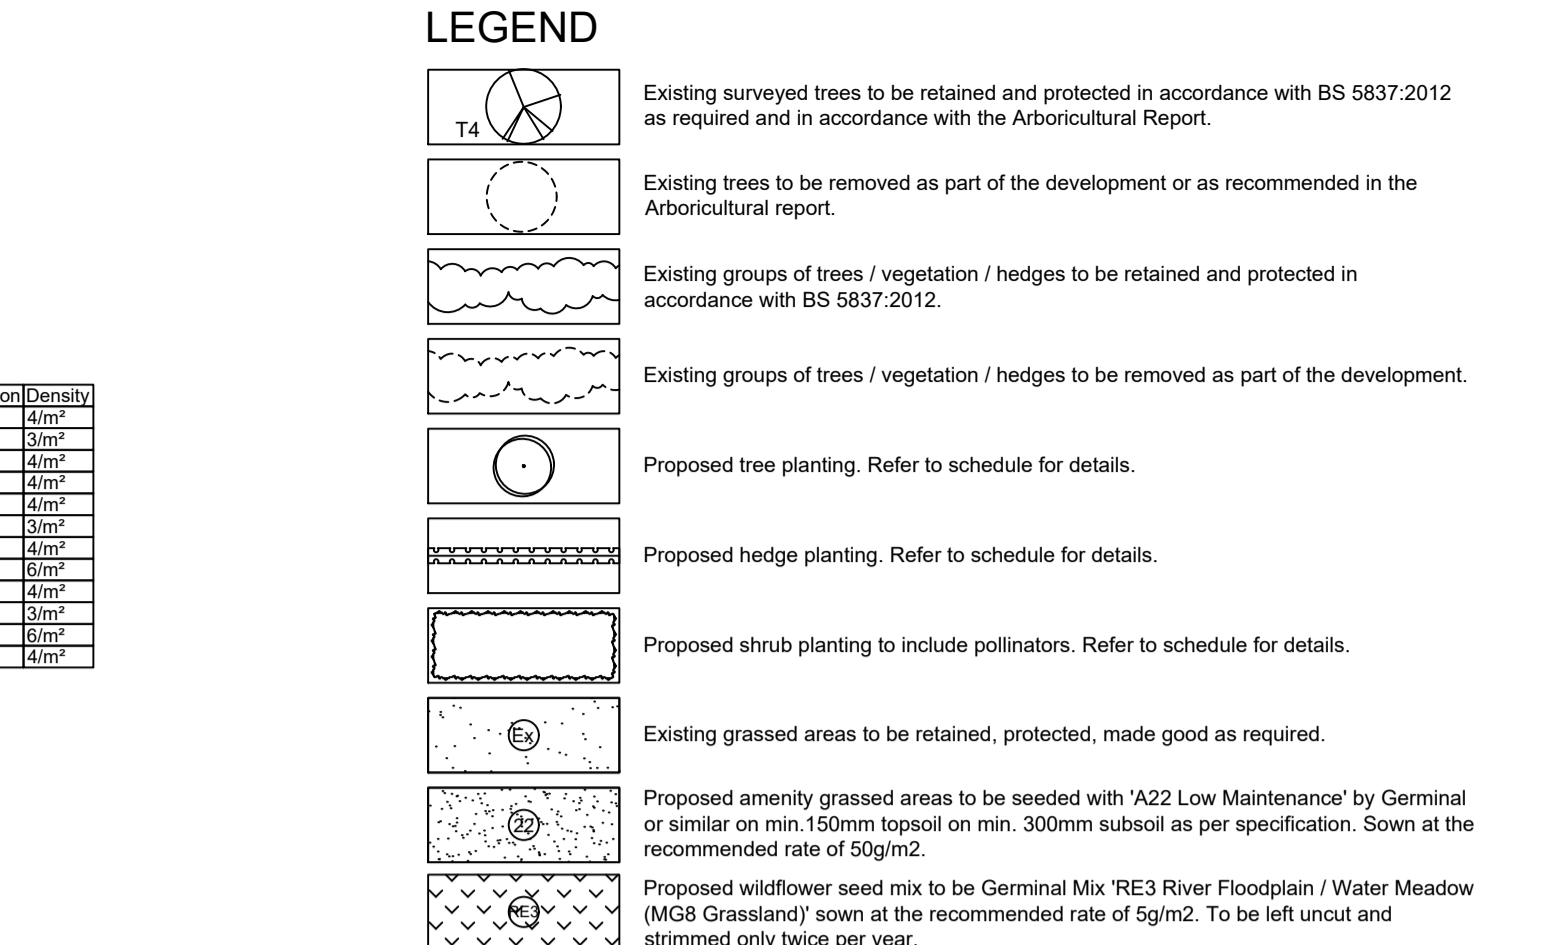 LEGEND
T4
Existing surveyed trees to be retained and protected in accordance with BS 5837:2012
as required and in accordance with the Arboricultural Report.
Existing trees to be removed as part of the development or as recommended in the
Arboricultural report.
Existing groups of trees / vegetation / hedges to be retained and protected in
accordance with BS 5837:2012.
Existing groups of trees / vegetation / hedges to be removed as part of the development.
Proposed tree planting. Refer to schedule for details.
Proposed hedge planting. Refer to schedule for details.
Proposed shrub planting to include pollinators. Refer to schedule for details.
Ex
Existing grassed areas to be retained, protected, made good as required.
22
Proposed amenity grassed areas to be seeded with 'A22 Low Maintenance' by Germinal
or similar on min.150mm topsoil on min. 300mm subsoil as per specification. Sown at the
recommended rate of 50g/m2.
RE3
Proposed wildflower seed mix to be Germinal Mix 'RE3 River Floodplain / Water Meadow
(MG8 Grassland)' sown at the recommended rate of 5g/m2. To be left uncut and
strimmed only twice per year.
on Density
4/m²
3/m²
4/m²
4/m²
4/m²
3/m²
4/m²
6/m²
4/m²
3/m²
6/m²
4/m²